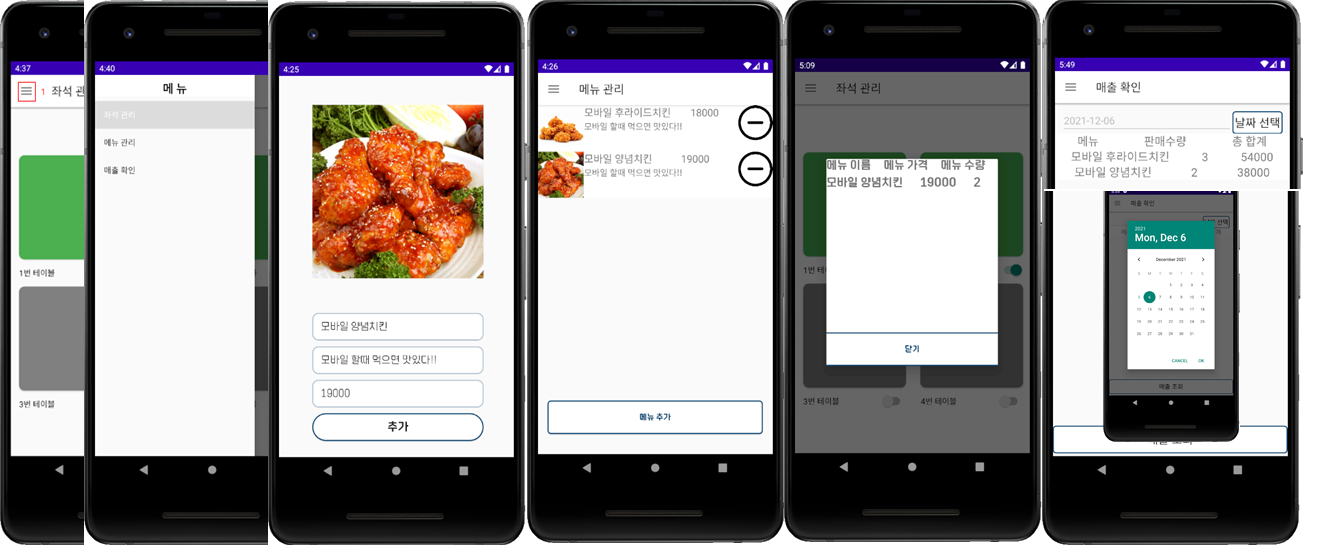 4:37
1 좌석 관
1번 테이블
3번 테이블
4:40
메 뉴
좌석 관리
메뉴 관리
매출 확인
4:25
모바일 양념치킨
모바일 할때 먹으면 맛있다!!
19000
추가
4:26
메뉴 관리
모바일 후라이드치킨 18000
모바일 할때 먹으면 맛있다!!
모바일 양념치킨 19000
모바일 할때 먹으면 맛있다!!
메뉴 추가
5:09
좌석 관리
메뉴 이름 메뉴 가격 메뉴 수량
모바일 양념치킨 19000 2
닫기
1번 테이
3번 테이블
4번 테이블
5:49
매출 확인
2021-12-06
날짜 선택
메뉴 판매수량 총 합계
모바일 후라이드치킨 3 54000
모바일 양념치킨 2 38000
매출 확인
선택
2021
Mon, Dec 6
December 2021
S M T W T F S
1 2 3 4
5 6 7 8 9 10 11
12 13 14 15 16 17 18
19 20 21 22 23 24 25
26 27 28 29 30 31
CANCEL OK
매출 조회